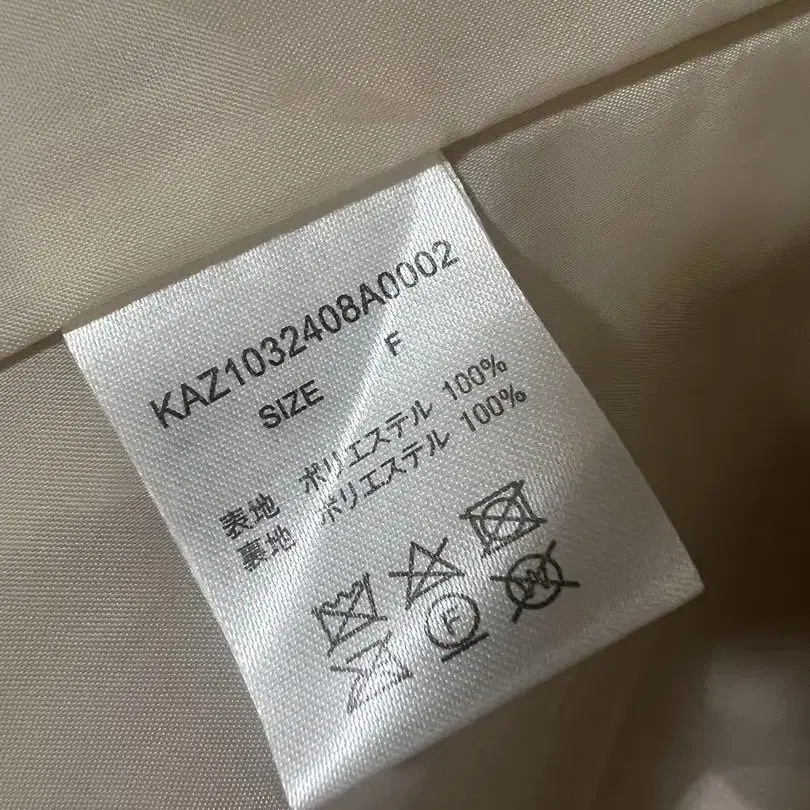 KAZ1032408A0002
SIZE F
表地 ポリエステル 100%
裏地 ポリエステル 100%
F
W